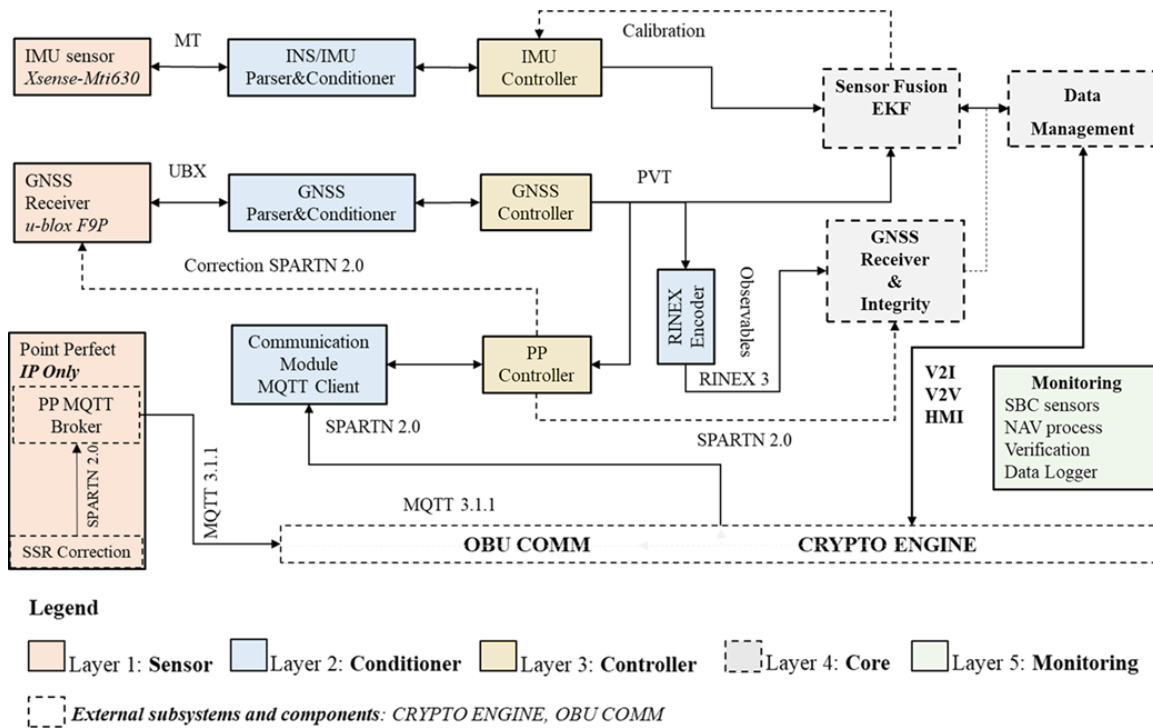 Calibration
MT
IMU sensor
Xsense-Mti630
INS/IMU
Parser&Conditioner
IMU
Controller
Sensor Fusion
EKF
Data
Management
UBX
PVT
GNSS
Receiver
u-blox F9P
GNSS
Parser&Conditioner
GNSS
Controller
GNSS
Receiver
&
Integrity
Correction SPARTN 2.0
RINEX
Encoder
Observables
RINEX 3
Communication
Module
MQTT Client
PP
Controller
Point Perfect
IP Only
PP MQTT
Broker
SPARTN 2.0
SSR Correction
MQTT 3.1.1
SPARTN 2.0
SPARTN 2.0
MQTT 3.1.1
V2I
V2V
HMI
Monitoring
SBC sensors
NAV process
Verification
Data Logger
OBU COMM
CRYPTO ENGINE
Legend
Layer 1: Sensor
Layer 2: Conditioner
Layer 3: Controller
Layer 4: Core
Layer 5: Monitoring
External subsystems and components: CRYPTO ENGINE, OBU COMM